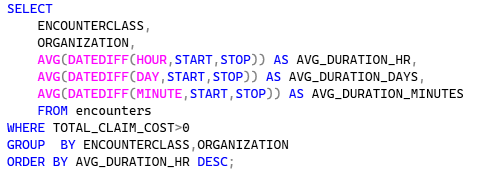 SELECT
    ENCOUNTERCLASS,
    ORGANIZATION,
    AVG(DATEDIFF(HOUR,START,STOP)) AS AVG_DURATION_HR,
    AVG(DATEDIFF(DAY,START,STOP)) AS AVG_DURATION_DAYS,
    AVG(DATEDIFF(MINUTE,START,STOP)) AS AVG_DURATION_MINUTES
    FROM encounters
WHERE TOTAL_CLAIM_COST>0
GROUP  BY ENCOUNTERCLASS,ORGANIZATION
ORDER BY AVG_DURATION_HR DESC;